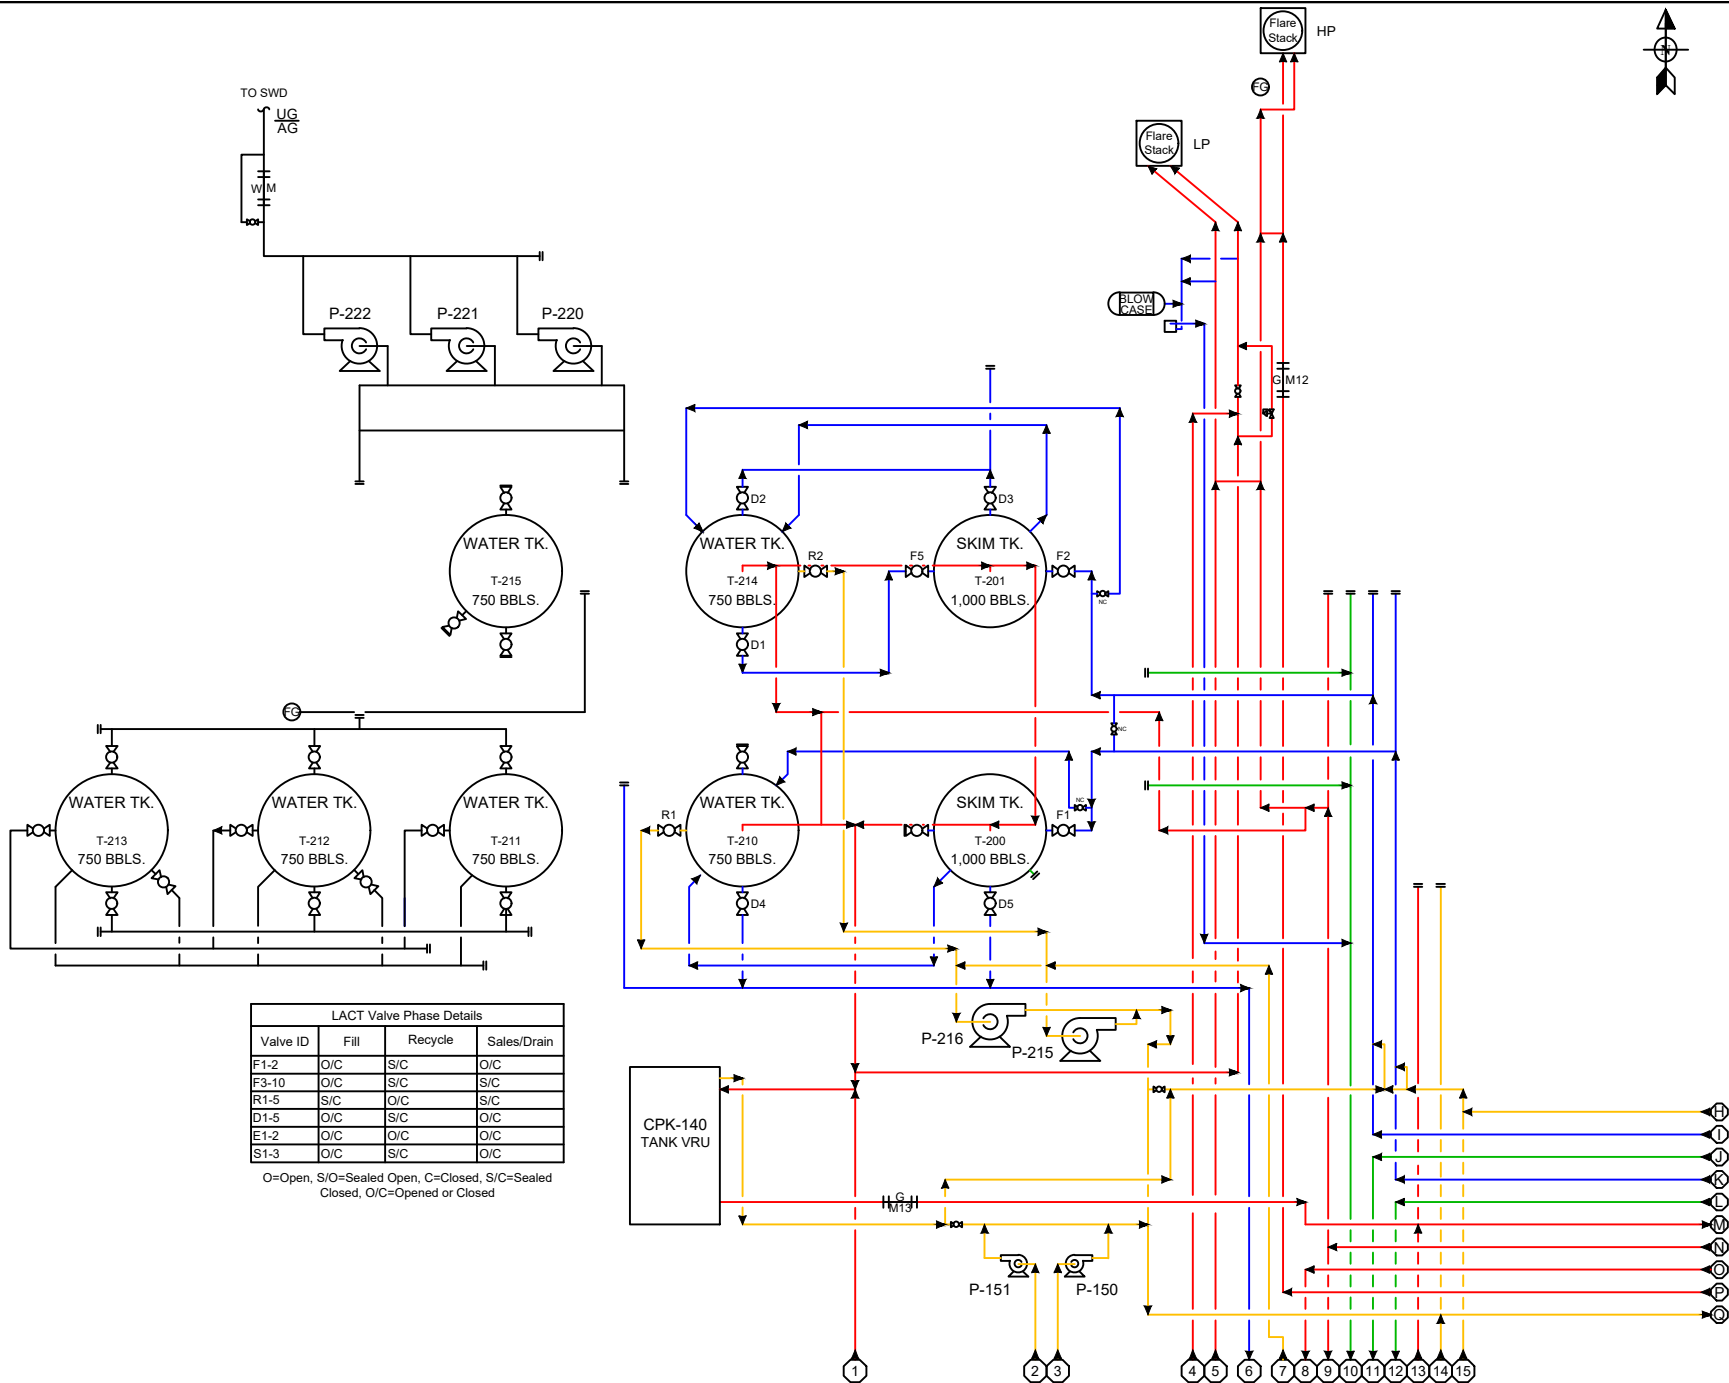 Flare
Stack
HP
N
FG
TO SWD
UG
AG
Flare
Stack
LP
W M
BLOW
CASE
P-222
P-221
P-220
G M12
D2
D3
WATER TK.
T-215
750 BBLS.
WATER TK.
T-214
750 BBLS.
R2
F5
SKIM TK.
T-201
1,000 BBLS.
F2
NC
D1
FG
NC
WATER TK.
T-213
750 BBLS.
WATER TK.
T-212
750 BBLS.
WATER TK.
T-211
750 BBLS.
R1
WATER TK.
T-210
750 BBLS.
SKIM TK.
T-200
1,000 BBLS.
NC
F1
D4
D5
P-216
P-215
LACT Valve Phase Details
Valve ID Fill Recycle Sales/Drain
F1-2 O/C S/C O/C
F3-10 O/C S/C S/C
R1-5 S/C O/C S/C
D1-5 O/C S/C O/C
E1-2 O/C O/C O/C
S1-3 O/C S/C O/C
O=Open, S/O=Sealed Open, C=Closed, S/C=Sealed
Closed, O/C=Opened or Closed
CPK-140
TANK VRU
G
M13
P-151
P-150
H
I
J
K
L
M
N
O
P
Q
1
2
3
4
5
6
7
8
9
10
11
12
13
14
15